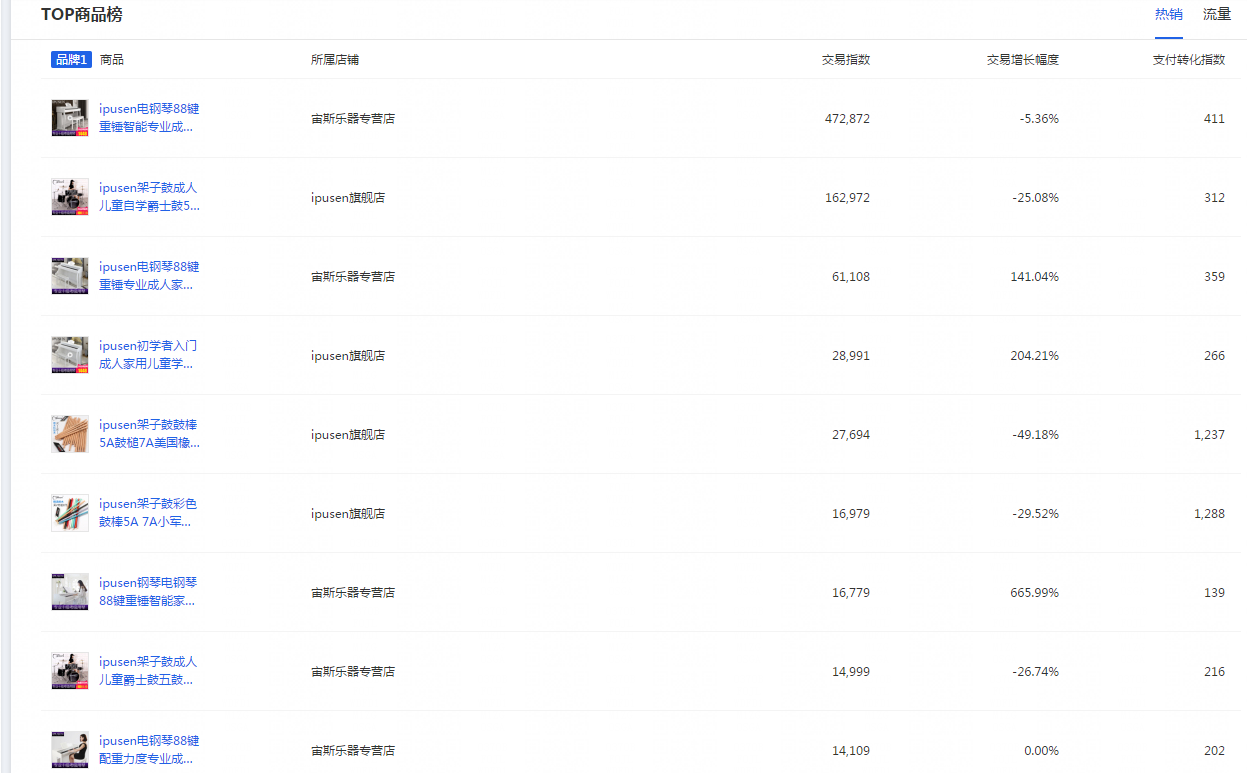 TOP商品榜
热销 流量
品牌1 商品 所属店铺 交易指数 交易增长幅度 支付转化指数
ipusen电钢琴88键
重锤智能专业成...
宙斯乐器专营店 472,872 -5.36% 411
ipusen架子鼓成人
儿童自学爵士鼓5...
ipusen旗舰店 162,972 -25.08% 312
ipusen电钢琴88键
重锤专业成人家...
宙斯乐器专营店 61,108 141.04% 359
ipusen初学者入门
成人家用儿童学...
ipusen旗舰店 28,991 204.21% 266
ipusen架子鼓鼓棒
5A鼓槌7A美国橡...
ipusen旗舰店 27,694 -49.18% 1,237
ipusen架子鼓彩色
鼓棒5A 7A小军...
ipusen旗舰店 16,979 -29.52% 1,288
ipusen钢琴电钢琴
88键重锤智能家...
宙斯乐器专营店 16,779 665.99% 139
ipusen架子鼓成人
儿童爵士鼓五鼓...
宙斯乐器专营店 14,999 -26.74% 216
ipusen电钢琴88键
配重力度专业成...
宙斯乐器专营店 14,109 0.00% 202